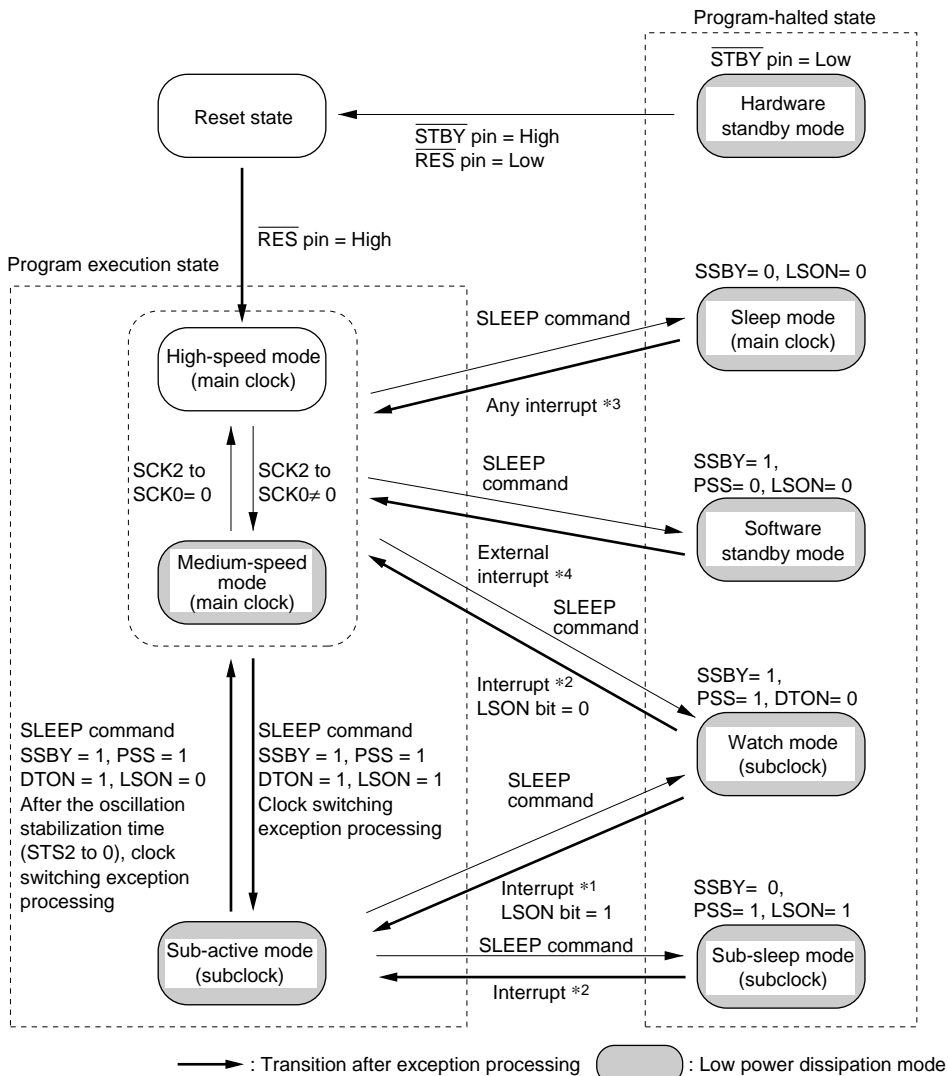 Program-halted state
STBY pin = Low
Hardware
standby mode
Reset state
STBY pin = High
RES pin = Low
RES pin = High
Program execution state
SSBY= 0, LSON= 0
Sleep mode
(main clock)
SLEEP command
High-speed mode
(main clock)
Any interrupt *3
SCK2 to
SCK0= 0
SCK2 to
SCK0≠ 0
SLEEP
command
SSBY= 1,
PSS= 0, LSON= 0
Software
standby mode
Medium-speed
mode
(main clock)
External
interrupt *4
SLEEP
command
Interrupt *2
LSON bit = 0
SSBY= 1,
PSS= 1, DTON= 0
Watch mode
(subclock)
SLEEP command
SSBY = 1, PSS = 1
DTON = 1, LSON = 0
After the oscillation
stabilization time
(STS2 to 0), clock
switching exception
processing
SLEEP command
SSBY = 1, PSS = 1
DTON = 1, LSON = 1
Clock switching
exception processing
SLEEP
command
Interrupt *1
LSON bit = 1
SSBY= 0,
PSS= 1, LSON= 1
Sub-active mode
(subclock)
SLEEP command
Sub-sleep mode
(subclock)
Interrupt *2
: Transition after exception processing
: Low power dissipation mode